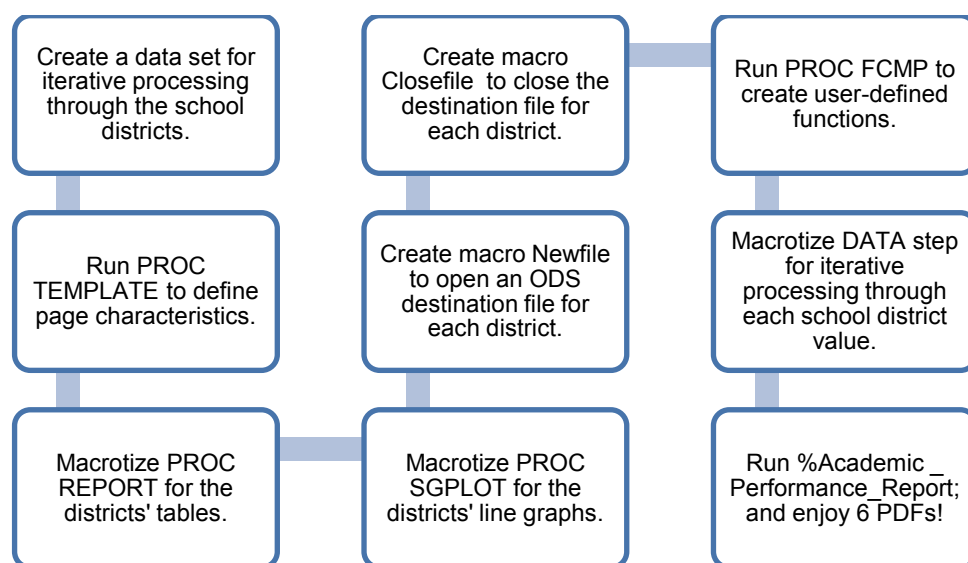 Create a data set for
iterative processing
through the school
districts.
Run PROC
TEMPLATE to define
page characteristics.
Macrotize PROC
REPORT for the
districts' tables.
Macrotize PROC
SGPLOT for the
districts' line graphs.
Create macro Newfile
to open an ODS
destination file for
each district.
Create macro
Closefile to close the
destination file for
each district.
Run PROC FCMP to
create user-defined
functions.
Macrotize DATA step
for iterative
processing through
each school district
value.
Run %Academic _
Performance_Report;
and enjoy 6 PDFs!